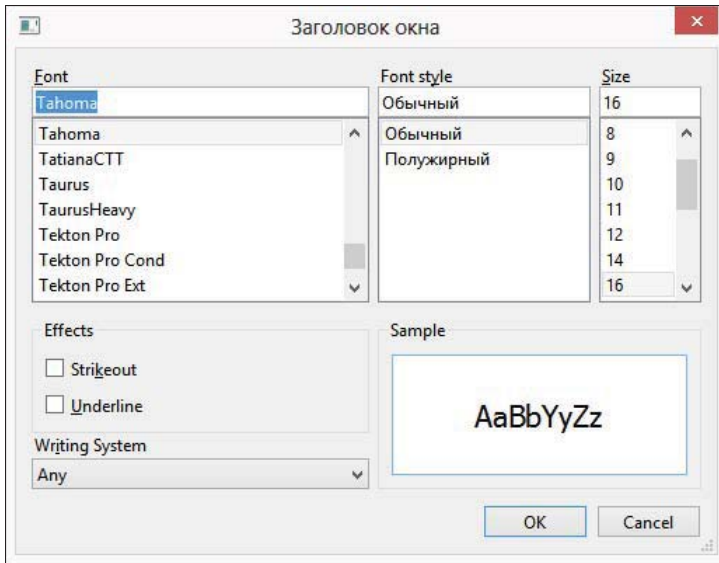 Заголовок окна
Font
Font style
Size
Tahoma
Обычный
16
Tahoma
TatianaCTT
Taurus
TaurusHeavy
Tekton Pro
Tekton Pro Cond
Tekton Pro Ext
Обычный
Полужирный
8
9
10
11
12
14
16
Effects
Strikeout
Underline
Sample
AaBbYyZz
Writing System
Any
OK
Cancel